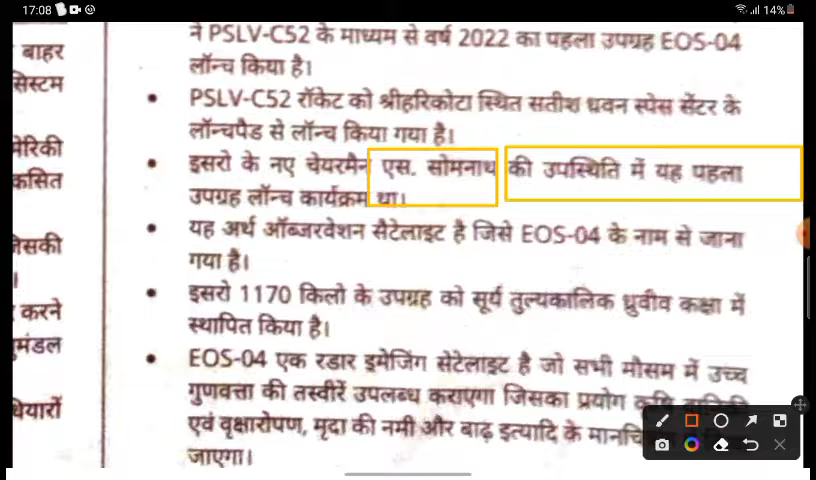 17:08
14%
बाहर
सिस्टम
मेरिकी
कसित
जेसकी
करने
मंडल
थियारों
ने PSLV-C52 के माध्यम से वर्ष 2022 का पहला उपग्रह EOS-04
लॉन्च किया है।
• PSLV-C52 रॉकेट को श्रीहरिकोटा स्थित सतीश धवन स्पेस सेंटर के
लॉन्चपैड से लॉन्च किया गया है।
• इसरो के नए चेयरमैन एस. सोमनाथ की उपस्थिति में यह पहला
उपग्रह लॉन्च कार्यक्रम था।
• यह अर्थ ऑब्जरवेशन सैटेलाइट है जिसे EOS-04 के नाम से जाना
गया है।
• इसरो 1170 किलो के उपग्रह को सूर्य तुल्यकालिक ध्रुवीव कक्षा में
स्थापित किया है।
• EOS-04 एक रडार इमेजिंग सेटेलाइट है जो सभी मौसम में उच्च
गुणवत्ता की तस्वीरें उपलब्ध कराएगा जिसका प्रयोग कृषि
एवं वृक्षारोपण, मृदा की नमी और बाढ़ इत्यादि के
जाएगा।